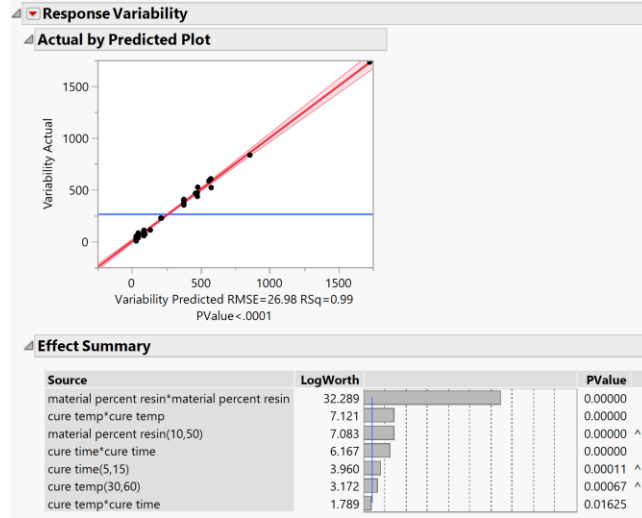 Response Variability
Actual by Predicted Plot
1500
1000
500
0
Variability Actual
0 500 1000 1500
Variability Predicted RMSE=26.98 RSq=0.99
PValue<.0001
Effect Summary
Source LogWorth PValue
material percent resin*material percent resin 32.289 0.00000
cure temp*cure temp 7.121 0.00000
material percent resin(10,50) 7.083 0.00000 ^
cure time*cure time 6.167 0.00000
cure time(5,15) 3.960 0.00011 ^
cure temp(30,60) 3.172 0.00067 ^
cure temp*cure time 1.789 0.01625